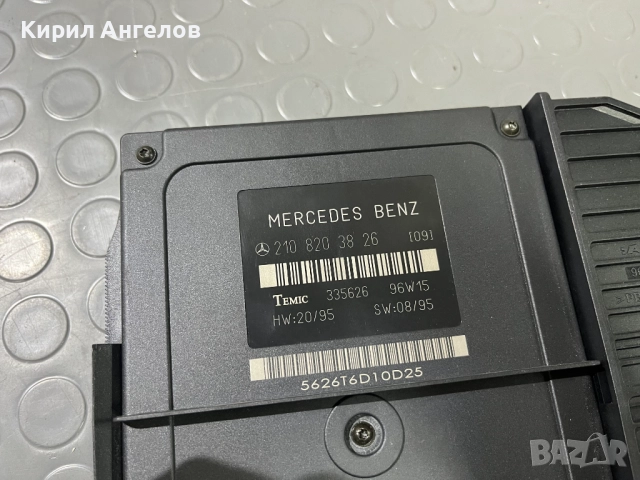 Кирил Ангелов
MERCEDES BENZ
210 820 38 26 [09]
TEMIC 335626 96W15
HW:20/95 SW:08/95
5626T6D10D25
BAZAR